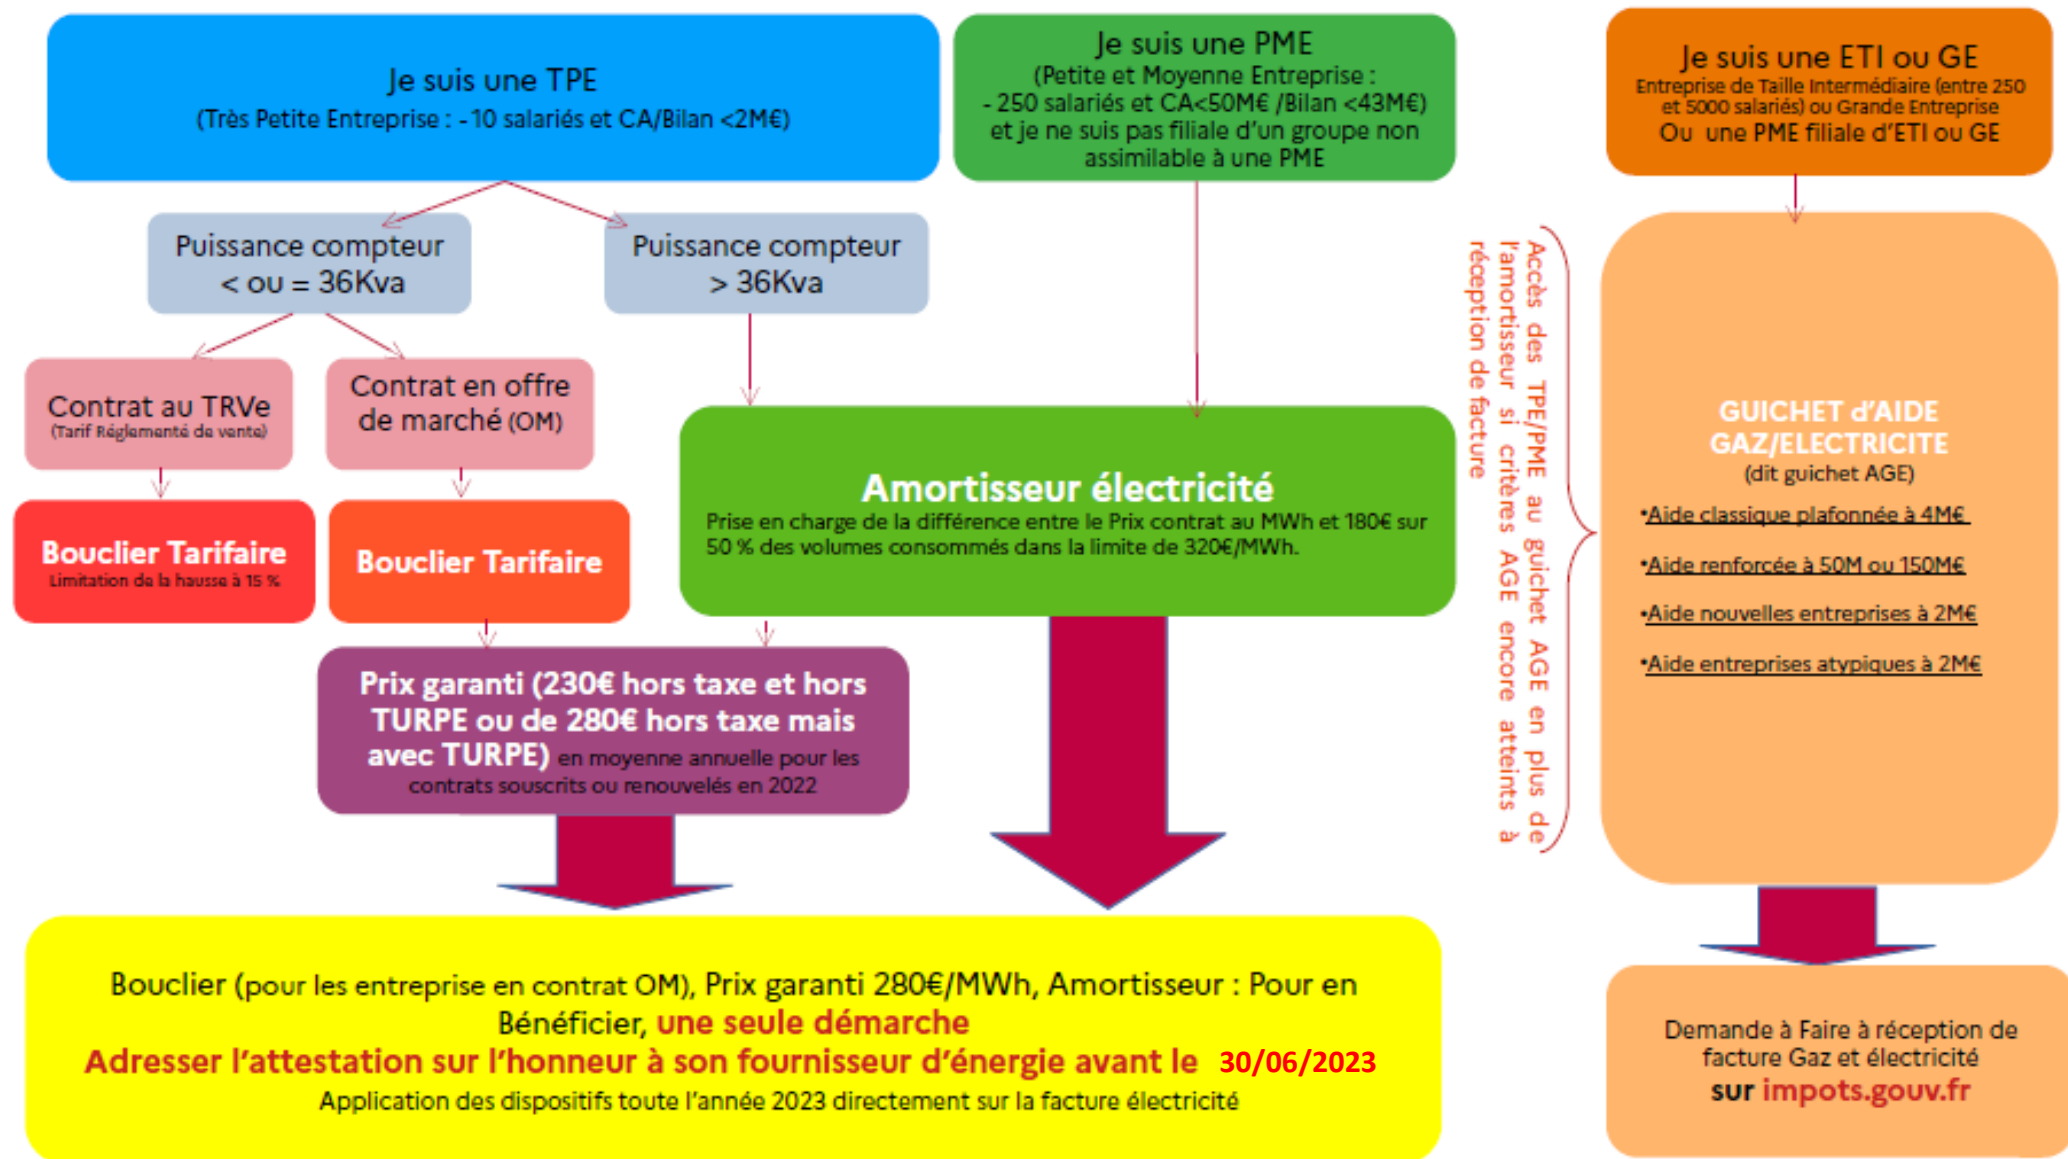 Je suis une TPE
(Très Petite Entreprise : - 10 salariés et CA/Bilan <2M€)
Je suis une PME
(Petite et Moyenne Entreprise :
- 250 salariés et CA<50M€ /Bilan <43M€)
et je ne suis pas filiale d'un groupe non
assimilable à une PME
Je suis une ETI ou GE
Entreprise de Taille Intermédiaire (entre 250
et 5000 salariés) ou Grande Entreprise
Ou une PME filiale d'ETI ou GE
Puissance compteur
< ou = 36Kva
Puissance compteur
> 36Kva
Contrat au TRVe
(Tarif Réglementé de vente)
Contrat en offre
de marché (OM)
Bouclier Tarifaire
Limitation de la hausse à 15 %
Bouclier Tarifaire
Amortisseur électricité
Prise en charge de la différence entre le Prix contrat au MWh et 180€ sur
50 % des volumes consommés dans la limite de 320€/MWh.
Prix garanti (230€ hors taxe et hors
TURPE ou de 280€ hors taxe mais
avec TURPE) en moyenne annuelle pour les
contrats souscrits ou renouvelés en 2022
Accès des TPE/PME au guichet AGE en plus de
l'amortisseur si critères AGE encore atteints à
réception de facture
GUICHET d'AIDE
GAZ/ELECTRICITE
(dit guichet AGE)
•Aide classique plafonnée à 4M€
•Aide renforcée à 50M ou 150M€
•Aide nouvelles entreprises à 2M€
•Aide entreprises atypiques à 2M€
Bouclier (pour les entreprise en contrat OM), Prix garanti 280€/MWh, Amortisseur : Pour en
Bénéficier, une seule démarche
Adresser l'attestation sur l'honneur à son fournisseur d'énergie avant le 30/06/2023
Application des dispositifs toute l'année 2023 directement sur la facture électricité
Demande à Faire à réception de
facture Gaz et électricité
sur impots.gouv.fr